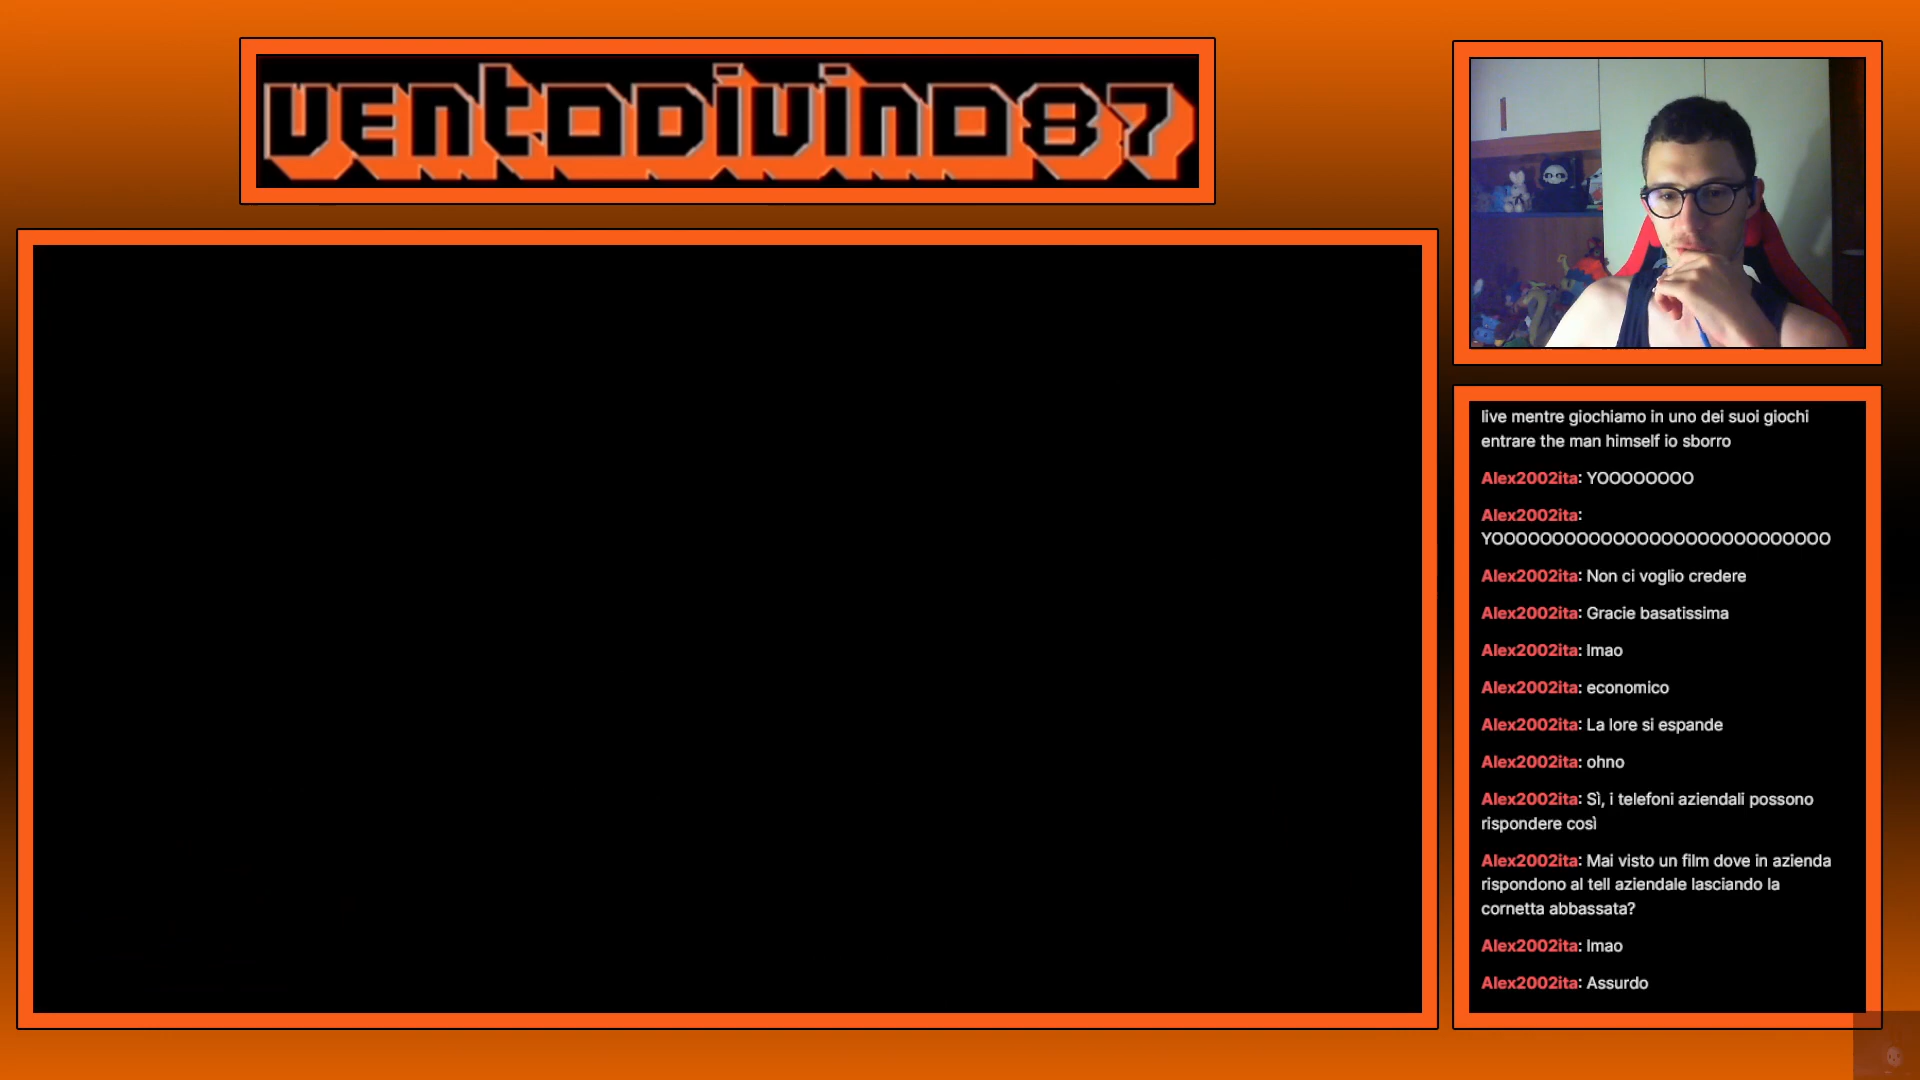 ventodivino87
live mentre giochiamo in uno dei suoi giochi
entrare the man himself io sborro
Alex2002ita: YOOOOOOOO
Alex2002ita:
YOOOOOOOOOOOOOOOOOOOOOOOOOOOO
Alex2002ita: Non ci voglio credere
Alex2002ita: Gracie basatissima
Alex2002ita: lmao
Alex2002ita: economico
Alex2002ita: La lore si espande
Alex2002ita: ohno
Alex2002ita: Sì, i telefoni aziendali possono
rispondere così
Alex2002ita: Mai visto un film dove in azienda
rispondono al tell aziendale lasciando la
cornetta abbassata?
Alex2002ita: lmao
Alex2002ita: Assurdo